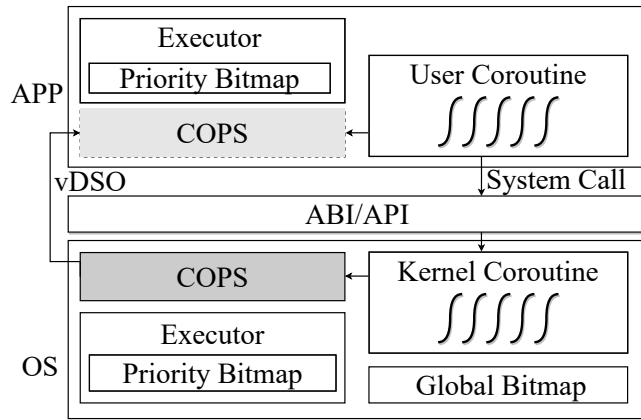 Executor
Priority Bitmap
APP
COPS
User Coroutine
vDSO
System Call
ABI/API
COPS
Kernel Coroutine
Executor
Priority Bitmap
OS
Global Bitmap